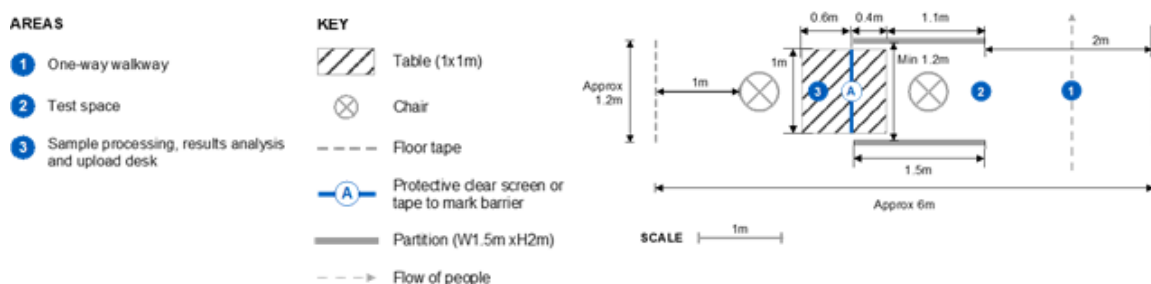 AREAS
1 One-way walkway
2 Test space
3 Sample processing, results analysis
and upload desk
KEY
Table (1x1m)
Chair
Floor tape
A Protective clear screen or
tape to mark barrier
Partition (W1.5m xH2m)
Flow of people
0.6m 0.4m 1.1m
2m
Approx
1.2m
1m
1m
Min 1.2m
3 A 2 1
1.5m
Approx 6m
SCALE 1m